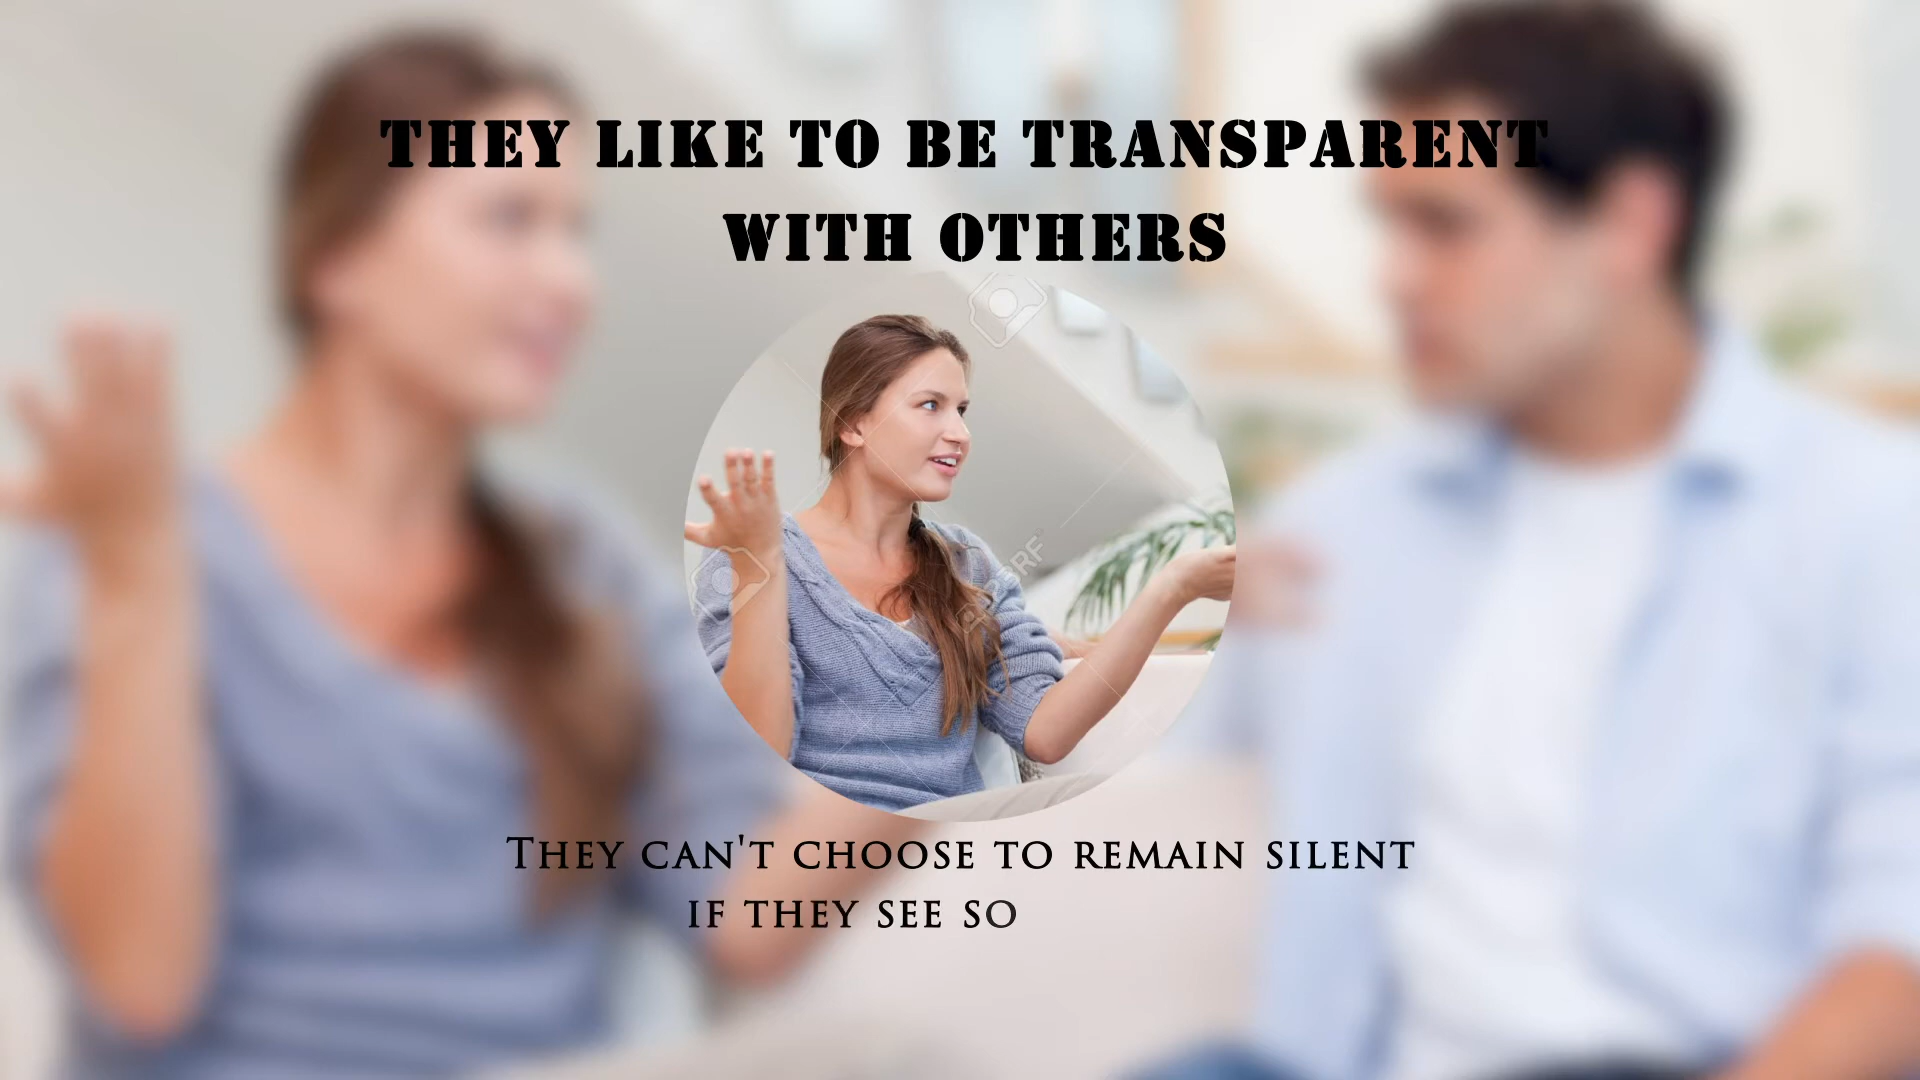 THEY LIKE TO BE TRANSPARENT
WITH OTHERS
THEY CAN'T CHOOSE TO REMAIN SILENT
IF THEY SEE SO